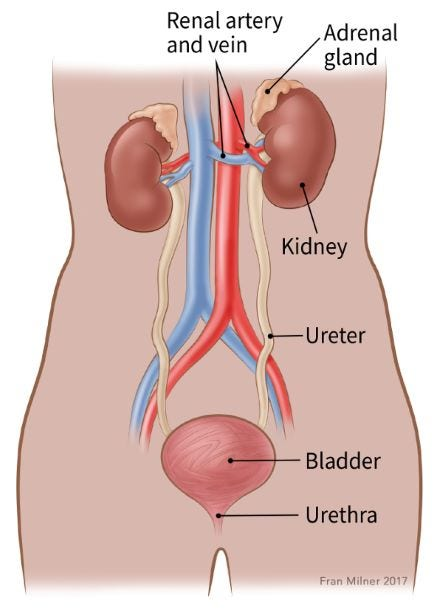 Renal artery
and vein
Adrenal
gland
Kidney
Ureter
Bladder
Urethra
Fran Milner 2017